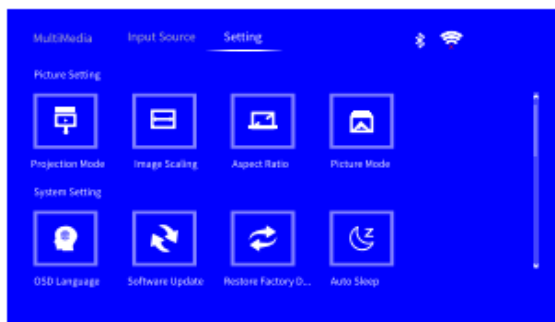 MultiMedia Input Source Setting
Picture Setting
Projection Mode Image Scaling Aspect Ratio Picture Mode
System Setting
OSD Language Software Update Restore Factory D... Auto Sleep